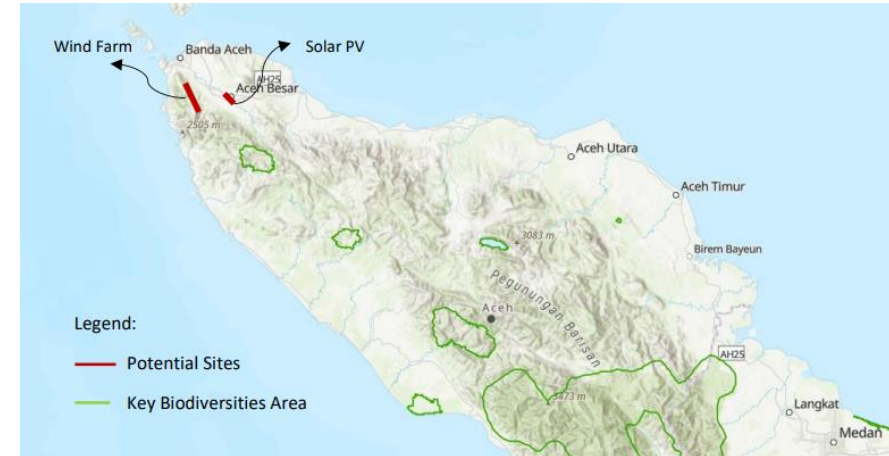 Wind Farm
Solar PV
Banda Aceh
AH25
Aceh Besar
2505 m
Aceh Utara
Aceh Timur
3083 m
Birem Bayeun
Pegunungan Barisan
Aceh
Legend:
Potential Sites
AH25
Key Biodiversities Area
3473 m
Langkat
Medan